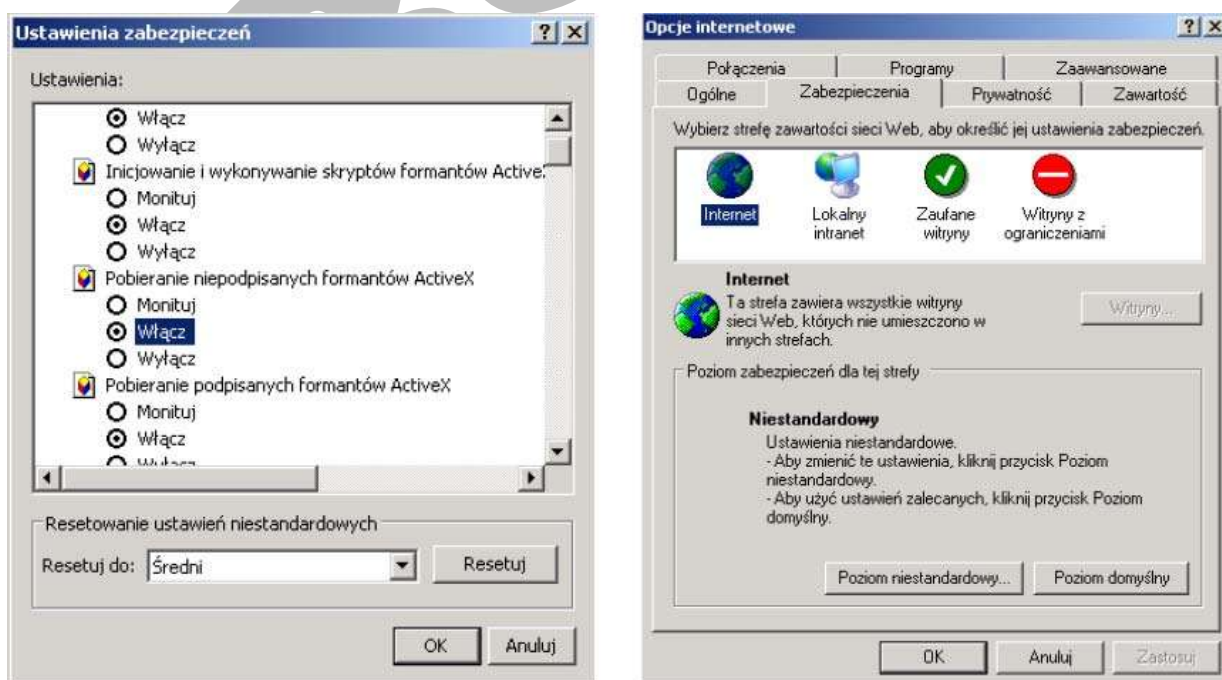 Ustawienia zabezpieczeń
Ustawienia:
Włącz
Wyłącz
Inicjowanie i wykonywanie skryptów formantów
Monituj
Włącz
Wyłącz
Pobieranie niepodpisanych formantów ActiveX
Monituj
Włącz
Wyłącz
Pobieranie podpisanych formantów ActiveX
Monituj
Włącz
Resetowanie ustawień niestandardowych
Resetuj do: Średni Resetuj
OK Anuluj
Opcje internetowe
Połączenia Programy Zaawansowane
Ogólne Zabezpieczenia Prywatność Zawartość
Wybierz strefę zawartości sieci Web, aby określić jej ustawienia zabezpieczeń.
Internet Lokalny Zaufane Witryny z
intranet witryny ograniczeniami
Internet
Ta strefa zawiera wszystkie witryny
sieci Web, których nie umieszczono w
innych strefach.
Witryny...
Poziom zabezpieczeń dla tej strefy
Niestandardowy
Ustawienia niestandardowe.
- Aby zmienić te ustawienia, kliknij przycisk Poziom
niestandardowy.
- Aby użyć ustawień zalecanych, kliknij przycisk Poziom
domyślny.
Poziom niestandardowy... Poziom domyślny
OK Anuluj Zastosuj